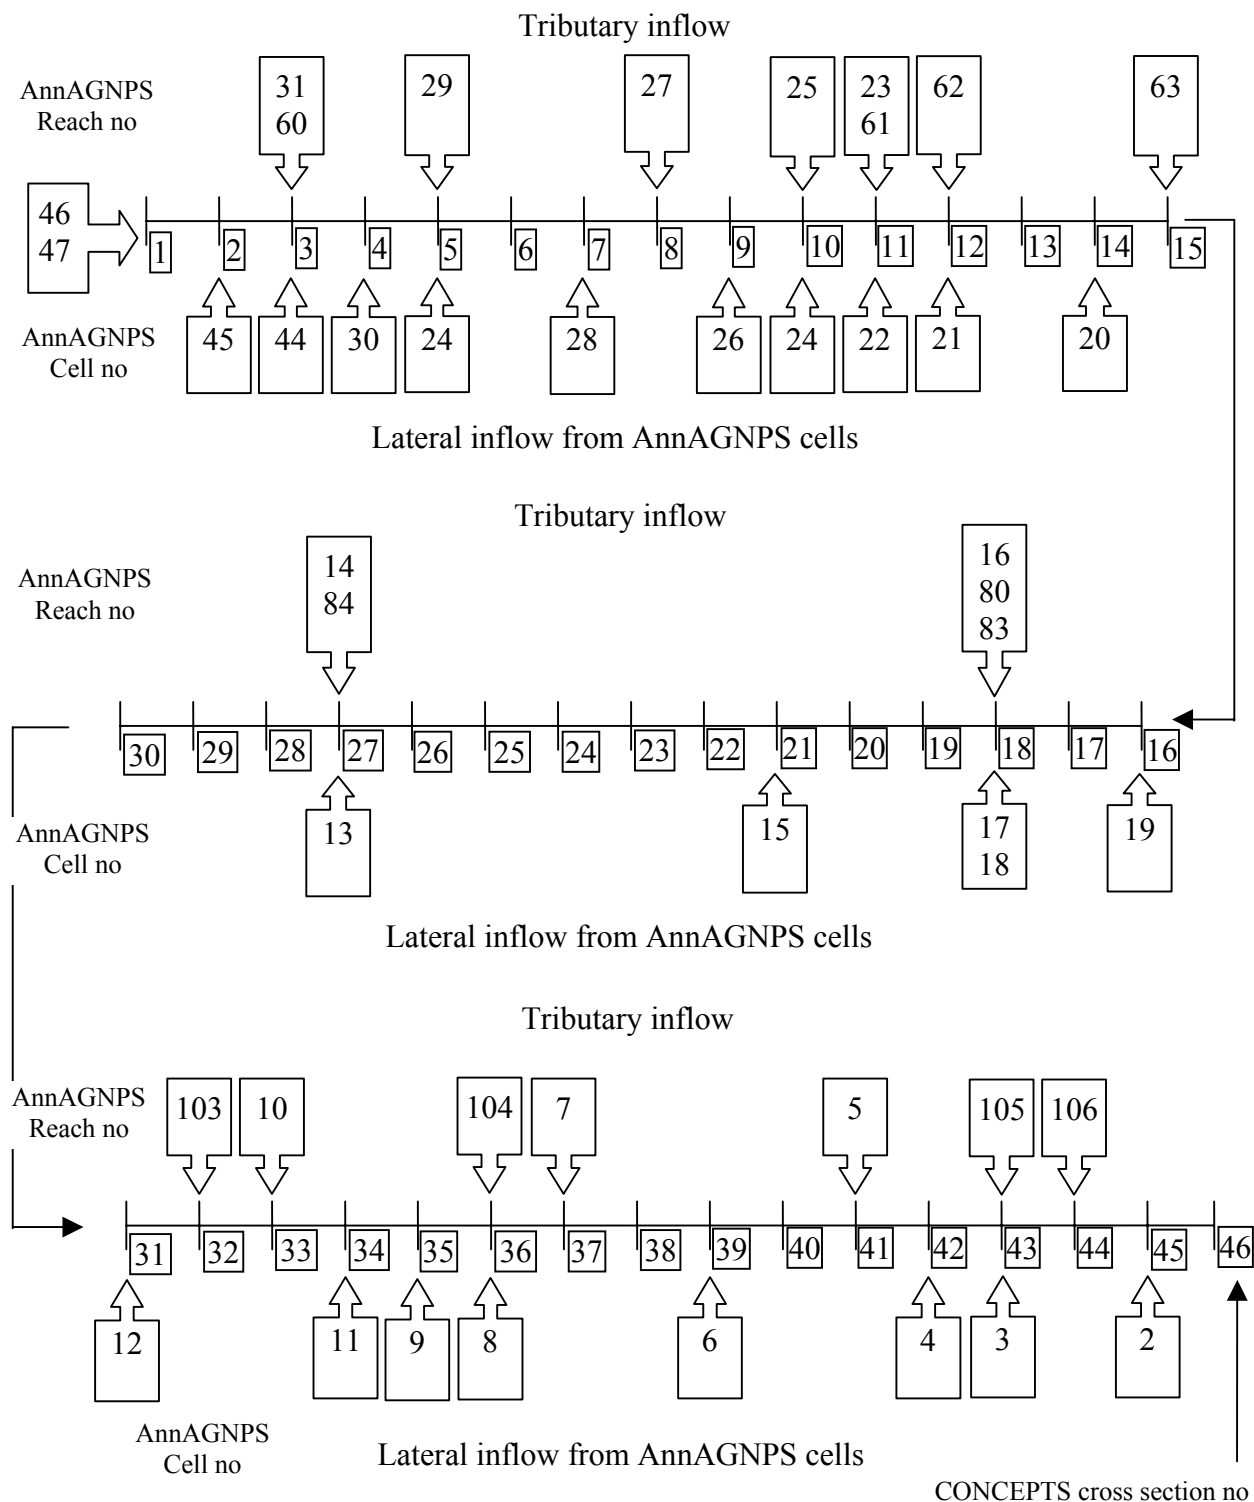 Tributary inflow
AnnAGNPS
Reach no
31
60
29
27
25
23
61
62
63
46
47
1 2 3 4 5 6 7 8 9 10 11 12 13 14 15
AnnAGNPS
Cell no
45 44 30 24 28 26 24 22 21 20
Lateral inflow from AnnAGNPS cells
Tributary inflow
AnnAGNPS
Reach no
14
84
16
80
83
30 29 28 27 26 25 24 23 22 21 20 19 18 17 16
AnnAGNPS
Cell no
13
15
17
18
19
Lateral inflow from AnnAGNPS cells
Tributary inflow
AnnAGNPS
Reach no
103 10 104 7 5 105 106
31 32 33 34 35 36 37 38 39 40 41 42 43 44 45 46
12 11 9 8 6 4 3 2
AnnAGNPS
Cell no
Lateral inflow from AnnAGNPS cells
CONCEPTS cross section no